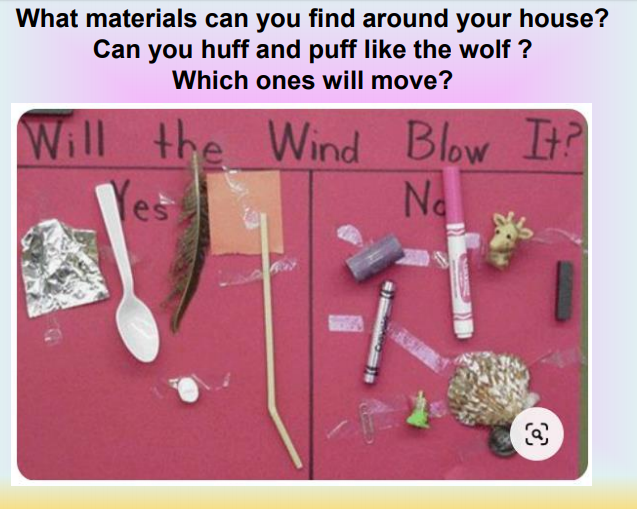 What materials can you find around your house?
Can you huff and puff like the wolf ?
Which ones will move?
Will the Wind Blow It?
Yes No